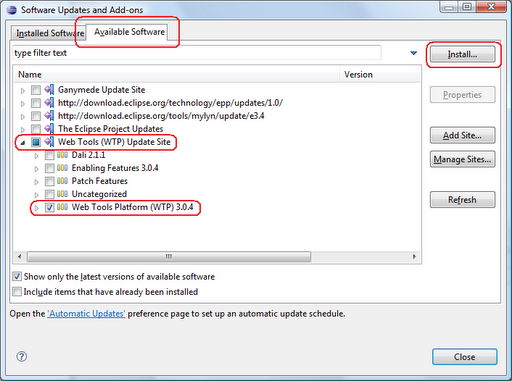 Software Updates and Add-ons
Installed Software
Available Software
type filter text
Install...
Name
Version
Ganymede Update Site
http://download.eclipse.org/technology/epp/updates/1.0/
Properties
http://download.eclipse.org/tools/mylyn/update/e3.4
The Eclipse Project Updates
Web Tools (WTP) Update Site
Add Site...
Dali 2.1.1
Enabling Features 3.0.4
Manage Sites...
Patch Features
Uncategorized
Web Tools Platform (WTP) 3.0.4
Refresh
Show only the latest versions of available software
Include items that have already been installed
Open the 'Automatic Updates' preference page to set up an automatic update schedule.
?
Close